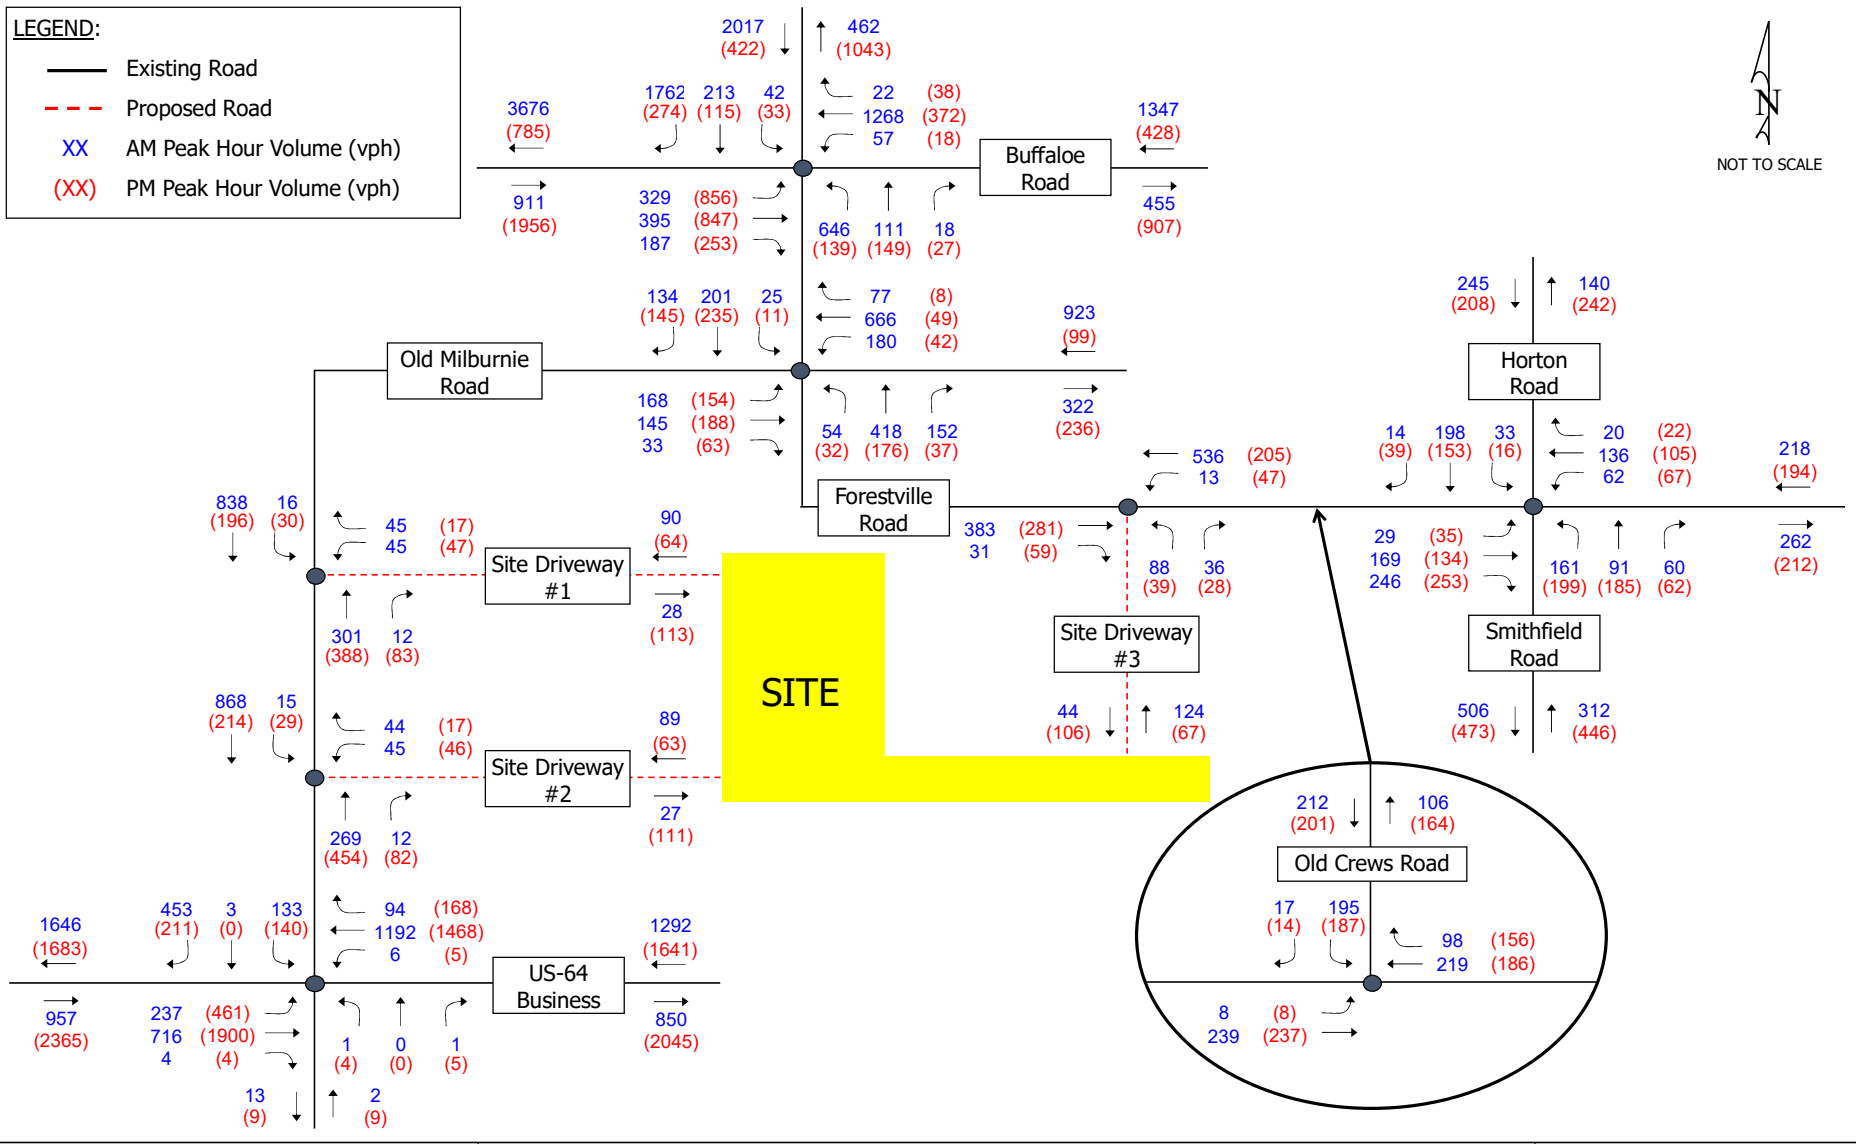 LEGEND:
Existing Road
Proposed Road
XX AM Peak Hour Volume (vph)
(XX) PM Peak Hour Volume (vph)
N
NOT TO SCALE
2017 462
(422) (1043)
1762 213 42
(274) (115) (33)
22 (38)
1268 (372)
57 (18)
3676
(785)
911
(1956)
Buffaloe
Road
1347
(428)
455
(907)
329 (856)
395 (847)
187 (253)
646 111 18
(139) (149) (27)
134 201 25
(145) (235) (11)
77 (8)
666 (49)
180 (42)
923
(99)
322
(236)
Old Milburnie
Road
168 (154)
145 (188)
33 (63)
54 418 152
(32) (176) (37)
Forestville
Road
536 (205)
13 (47)
383 (281)
31 (59)
88 36
(39) (28)
Site Driveway
#3
44 124
(106) (67)
245 140
(208) (242)
Horton
Road
14 198 33
(39) (153) (16)
20 (22)
136 (105)
62 (67)
218
(194)
262
(212)
29 (35)
169 (134)
246 (253)
161 91 60
(199) (185) (62)
Smithfield
Road
506 312
(473) (446)
838 16
(196) (30)
45 (17)
45 (47)
Site Driveway
#1
90
(64)
28
(113)
301 12
(388) (83)
SITE
868 15
(214) (29)
44 (17)
45 (46)
Site Driveway
#2
89
(63)
27
(111)
269 12
(454) (82)
453 3 133
(211) (0) (140)
94 (168)
1192 (1468)
6 (5)
1646
(1683)
957
(2365)
US-64
Business
1292
(1641)
850
(2045)
237 (461)
716 (1900)
4 (4)
1 0 1
(4) (0) (5)
13 2
(9) (9)
212 106
(201) (164)
Old Crews Road
17 195
(14) (187)
98 (156)
219 (186)
8 (8)
239 (237)